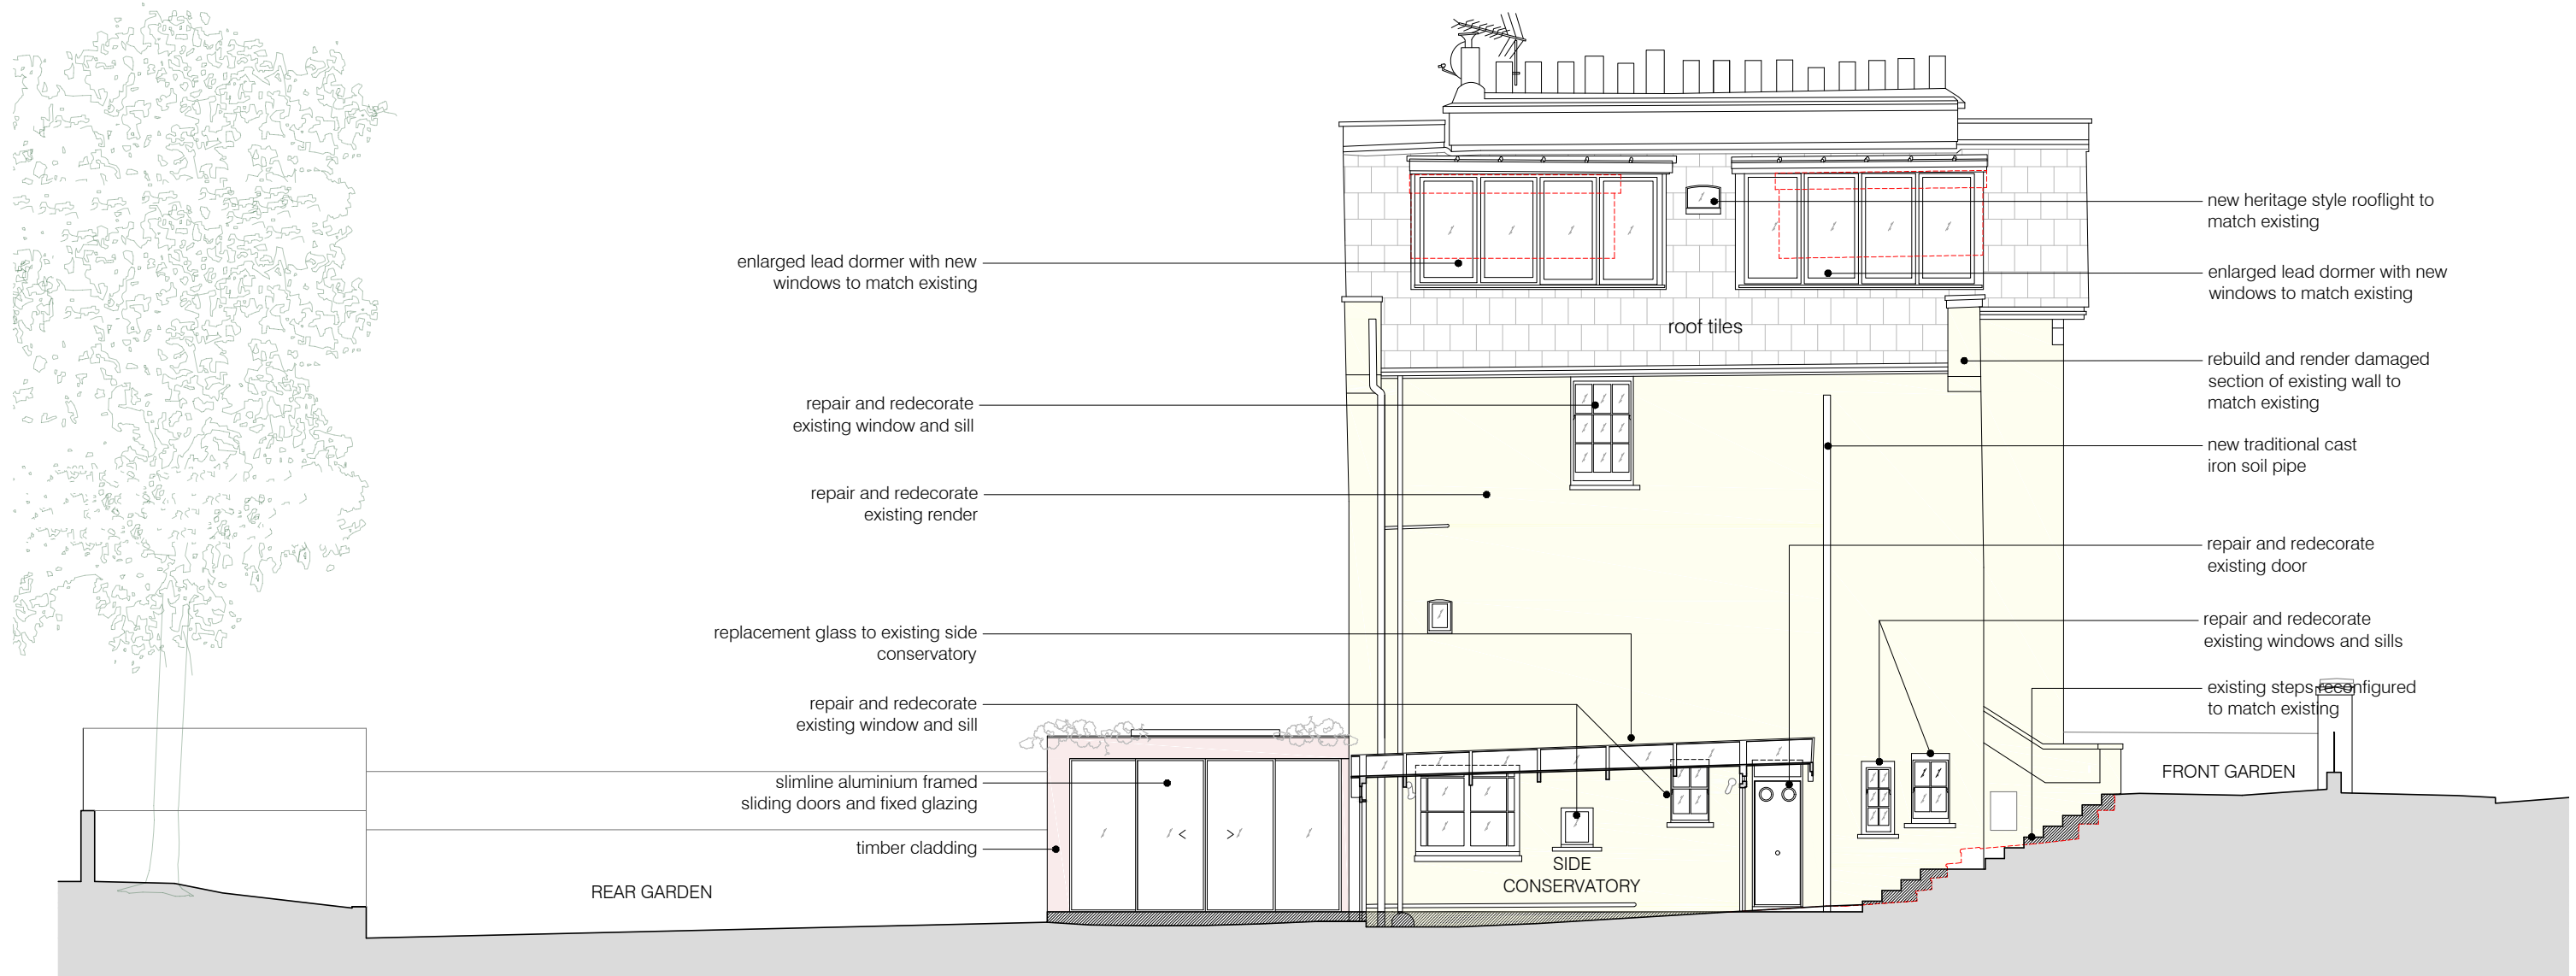 enlarged lead dormer with new
windows to match existing
repair and redecorate
existing window and sill
repair and redecorate
existing render
replacement glass to existing side
conservatory
repair and redecorate
existing window and sill
slimline aluminium framed
sliding doors and fixed glazing
timber cladding
REAR GARDEN
roof tiles
SIDE
CONSERVATORY
new heritage style rooflight to
match existing
enlarged lead dormer with new
windows to match existing
rebuild and render damaged
section of existing wall to
match existing
new traditional cast
iron soil pipe
repair and redecorate
existing door
repair and redecorate
existing windows and sills
existing steps reconfigured
to match existing
FRONT GARDEN